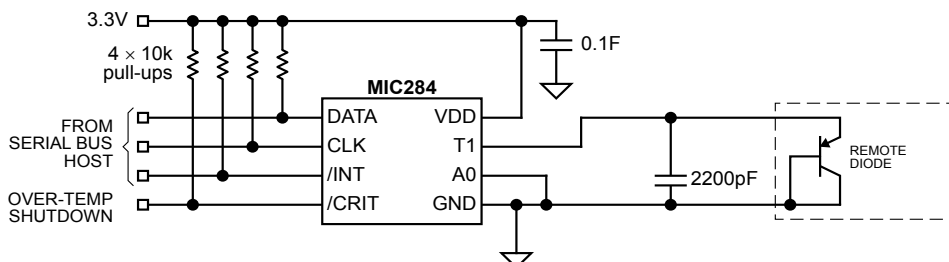 3.3V
4 × 10k
pull-ups
0.1F
MIC284
DATA
VDD
FROM
SERIAL BUS
HOST
CLK
T1
/INT
A0
2200pF
REMOTE
DIODE
OVER-TEMP
SHUTDOWN
/CRIT
GND